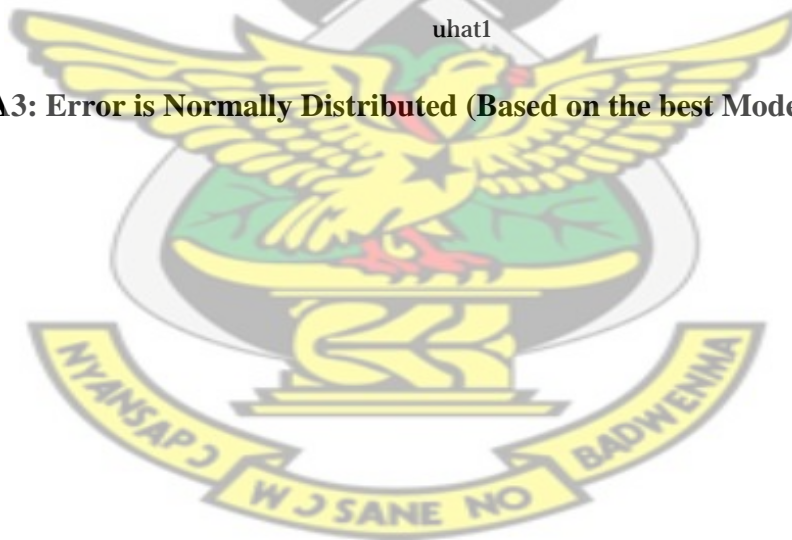 uhat1
A3: Error is Normally Distributed (Based on the best Mode
NYANSAPƆ WƆSANE NO BADWENMA